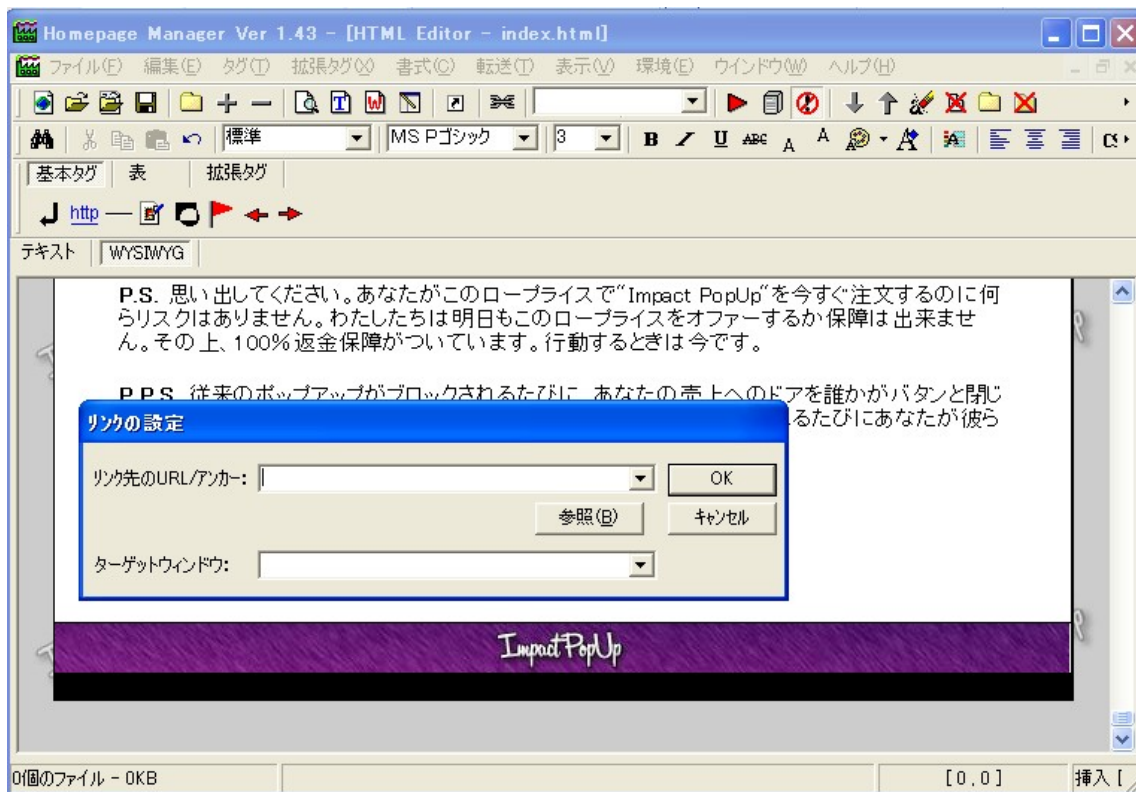 Homepage Manager Ver 1.43 - [HTML Editor - index.html]
ファイル(F) 編集(E) タグ(T) 拡張タグ(X) 書式(C) 転送(T) 表示(V) 環境(E) ウインドウ(W) ヘルプ(H)
標準 MS Pゴシック 3 B U ABC A A
基本タグ 表 拡張タグ
http
テキスト WYSIWYG
P.S. 思い出してください。あなたがこのロープライスで“Impact PopUp“を今すぐ注文するのに何
らリスクはありません。わたしたちは明日もこのロープライスをオファーするか保障は出来ませ
ん。その上、100%返金保障がついています。行動するときは今です。
P.P.S. 従来のポップアップがブロックされるたびに、あなたの売上へのドアを誰かがバタンと閉じ
るたびにあなたが彼ら
リンクの設定
リンク先のURL/アンカー:
OK
参照(B) キャンセル
ターゲットウィンドウ:
Impact PopUp
0個のファイル - 0KB [0,0] 挿入 [